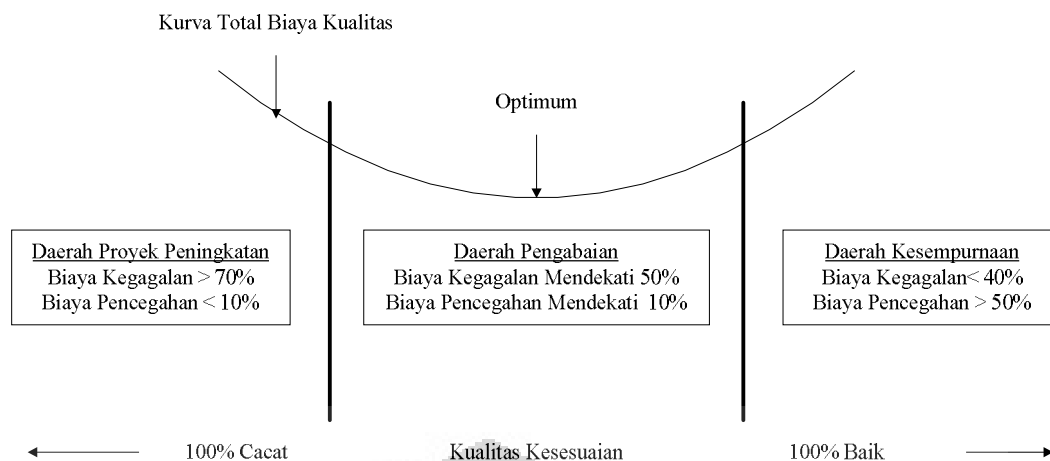 Kurva Total Biaya Kualitas
Optimum
Daerah Proyek Peningkatan
Biaya Kegagalan > 70%
Biaya Pencegahan < 10%
Daerah Pengabaian
Biaya Kegagalan Mendekati 50%
Biaya Pencegahan Mendekati 10%
Daerah Kesempurnaan
Biaya Kegagalan< 40%
Biaya Pencegahan > 50%
100% Cacat
Kualitas Kesesuaian
100% Baik